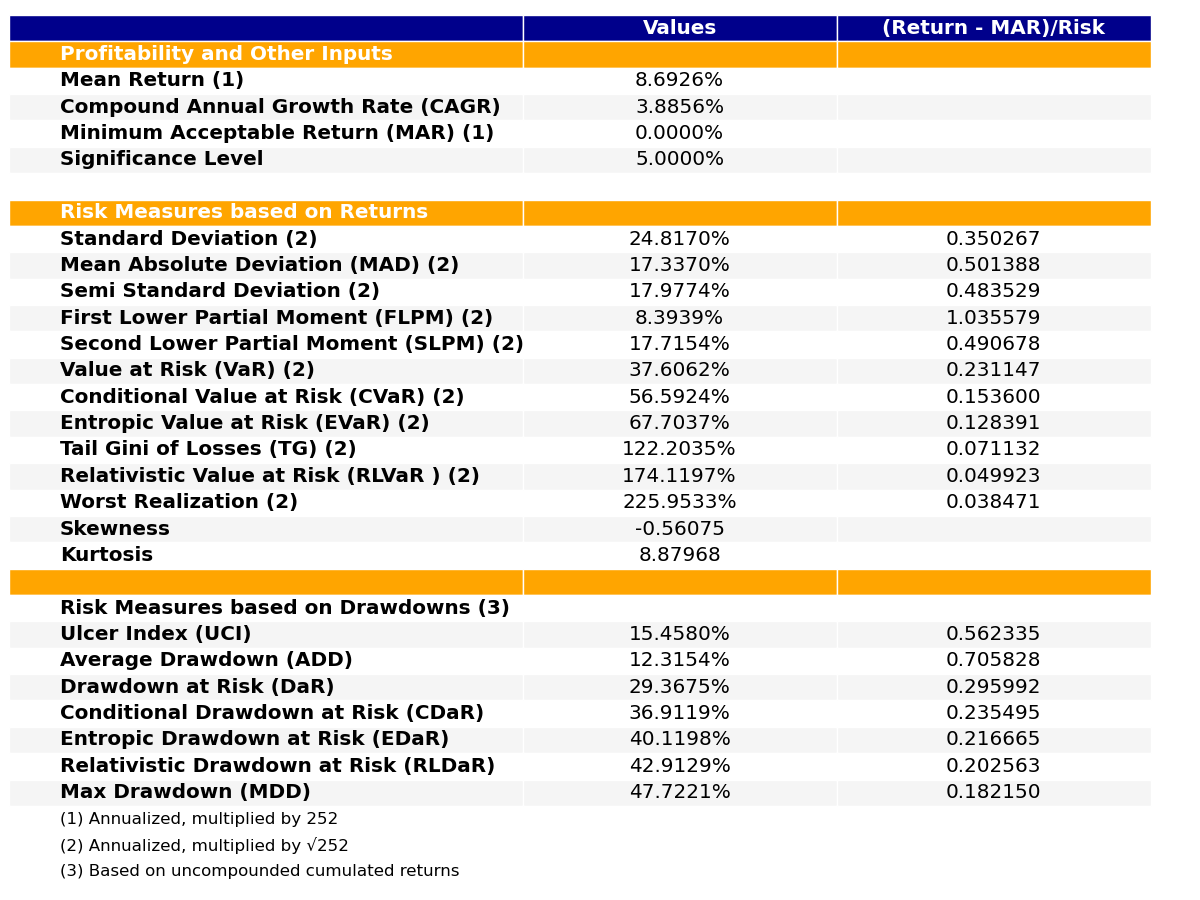 Values (Return - MAR)/Risk
Profitability and Other Inputs
Mean Return (1) 8.6926%
Compound Annual Growth Rate (CAGR) 3.8856%
Minimum Acceptable Return (MAR) (1) 0.0000%
Significance Level 5.0000%
Risk Measures based on Returns
Standard Deviation (2) 24.8170% 0.350267
Mean Absolute Deviation (MAD) (2) 17.3370% 0.501388
Semi Standard Deviation (2) 17.9774% 0.483529
First Lower Partial Moment (FLPM) (2) 8.3939% 1.035579
Second Lower Partial Moment (SLPM) (2) 17.7154% 0.490678
Value at Risk (VaR) (2) 37.6062% 0.231147
Conditional Value at Risk (CVaR) (2) 56.5924% 0.153600
Entropic Value at Risk (EVaR) (2) 67.7037% 0.128391
Tail Gini of Losses (TG) (2) 122.2035% 0.071132
Relativistic Value at Risk (RLVaR ) (2) 174.1197% 0.049923
Worst Realization (2) 225.9533% 0.038471
Skewness -0.56075
Kurtosis 8.87968
Risk Measures based on Drawdowns (3)
Ulcer Index (UCI) 15.4580% 0.562335
Average Drawdown (ADD) 12.3154% 0.705828
Drawdown at Risk (DaR) 29.3675% 0.295992
Conditional Drawdown at Risk (CDaR) 36.9119% 0.235495
Entropic Drawdown at Risk (EDaR) 40.1198% 0.216665
Relativistic Drawdown at Risk (RLDaR) 42.9129% 0.202563
Max Drawdown (MDD) 47.7221% 0.182150
(1) Annualized, multiplied by 252
(2) Annualized, multiplied by √252
(3) Based on uncompounded cumulated returns